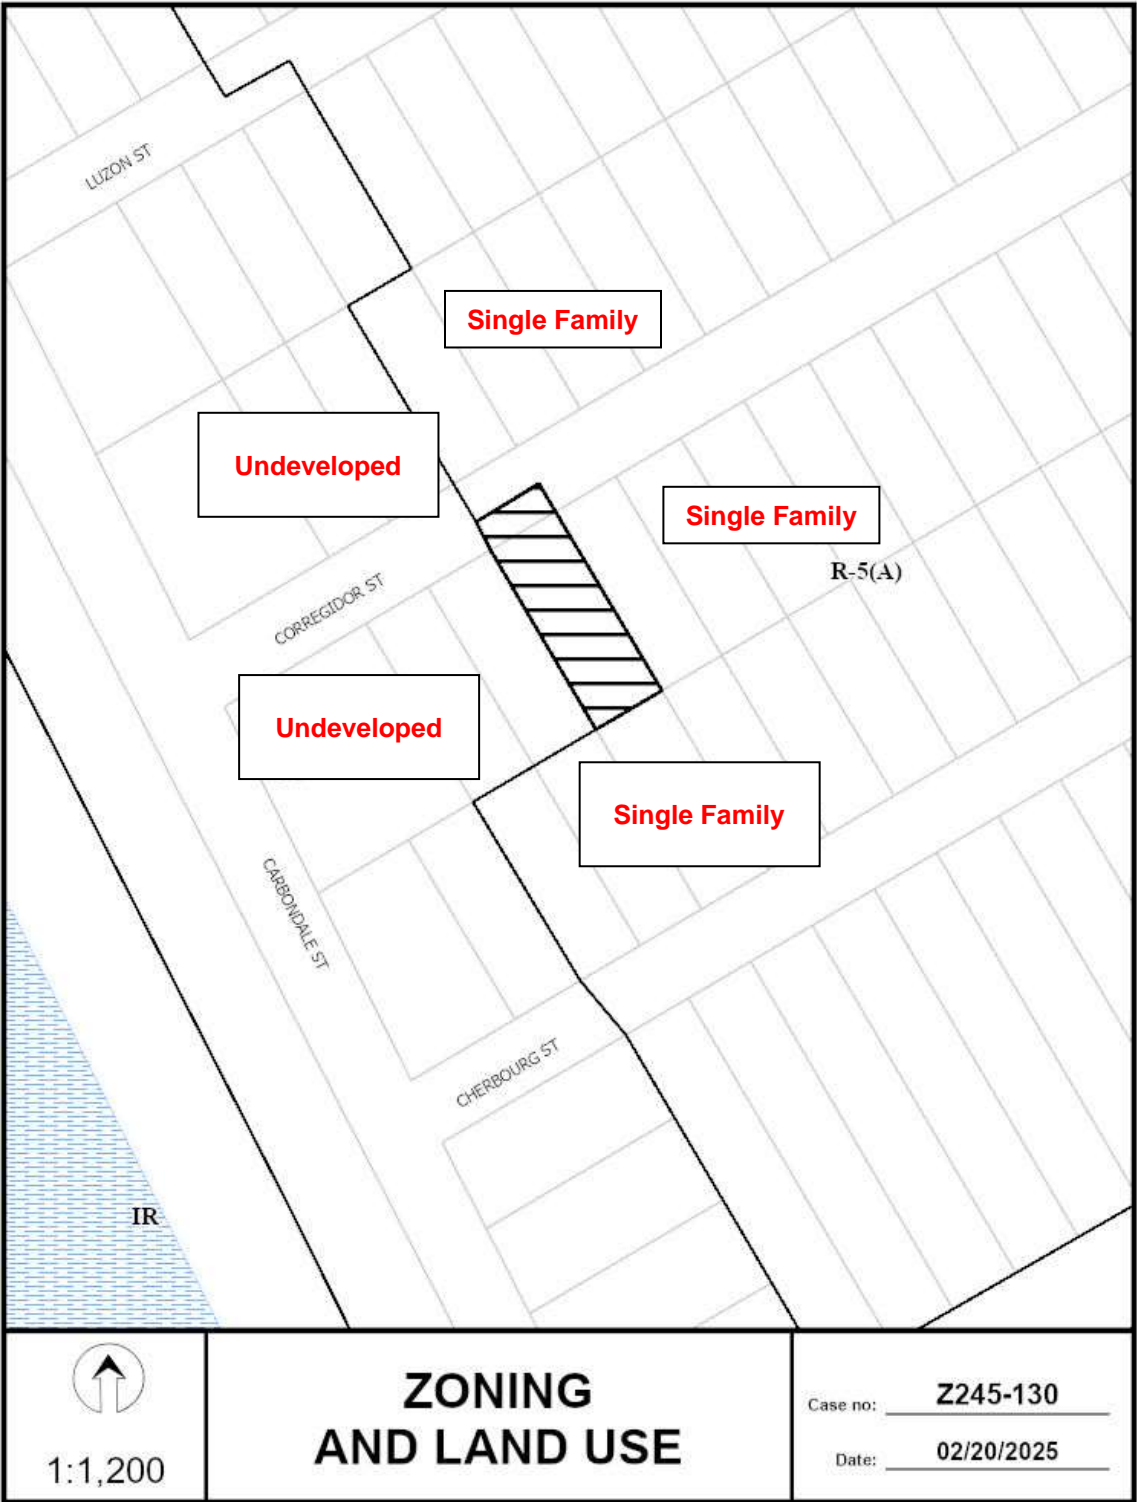 LUZON ST
Single Family
Undeveloped
Single Family
R-5(A)
CORREGIDOR ST
Undeveloped
Single Family
CARBONDALE ST
CHERBOURG ST
IR
1:1,200
ZONING
AND LAND USE
Case no: Z245-130
Date: 02/20/2025